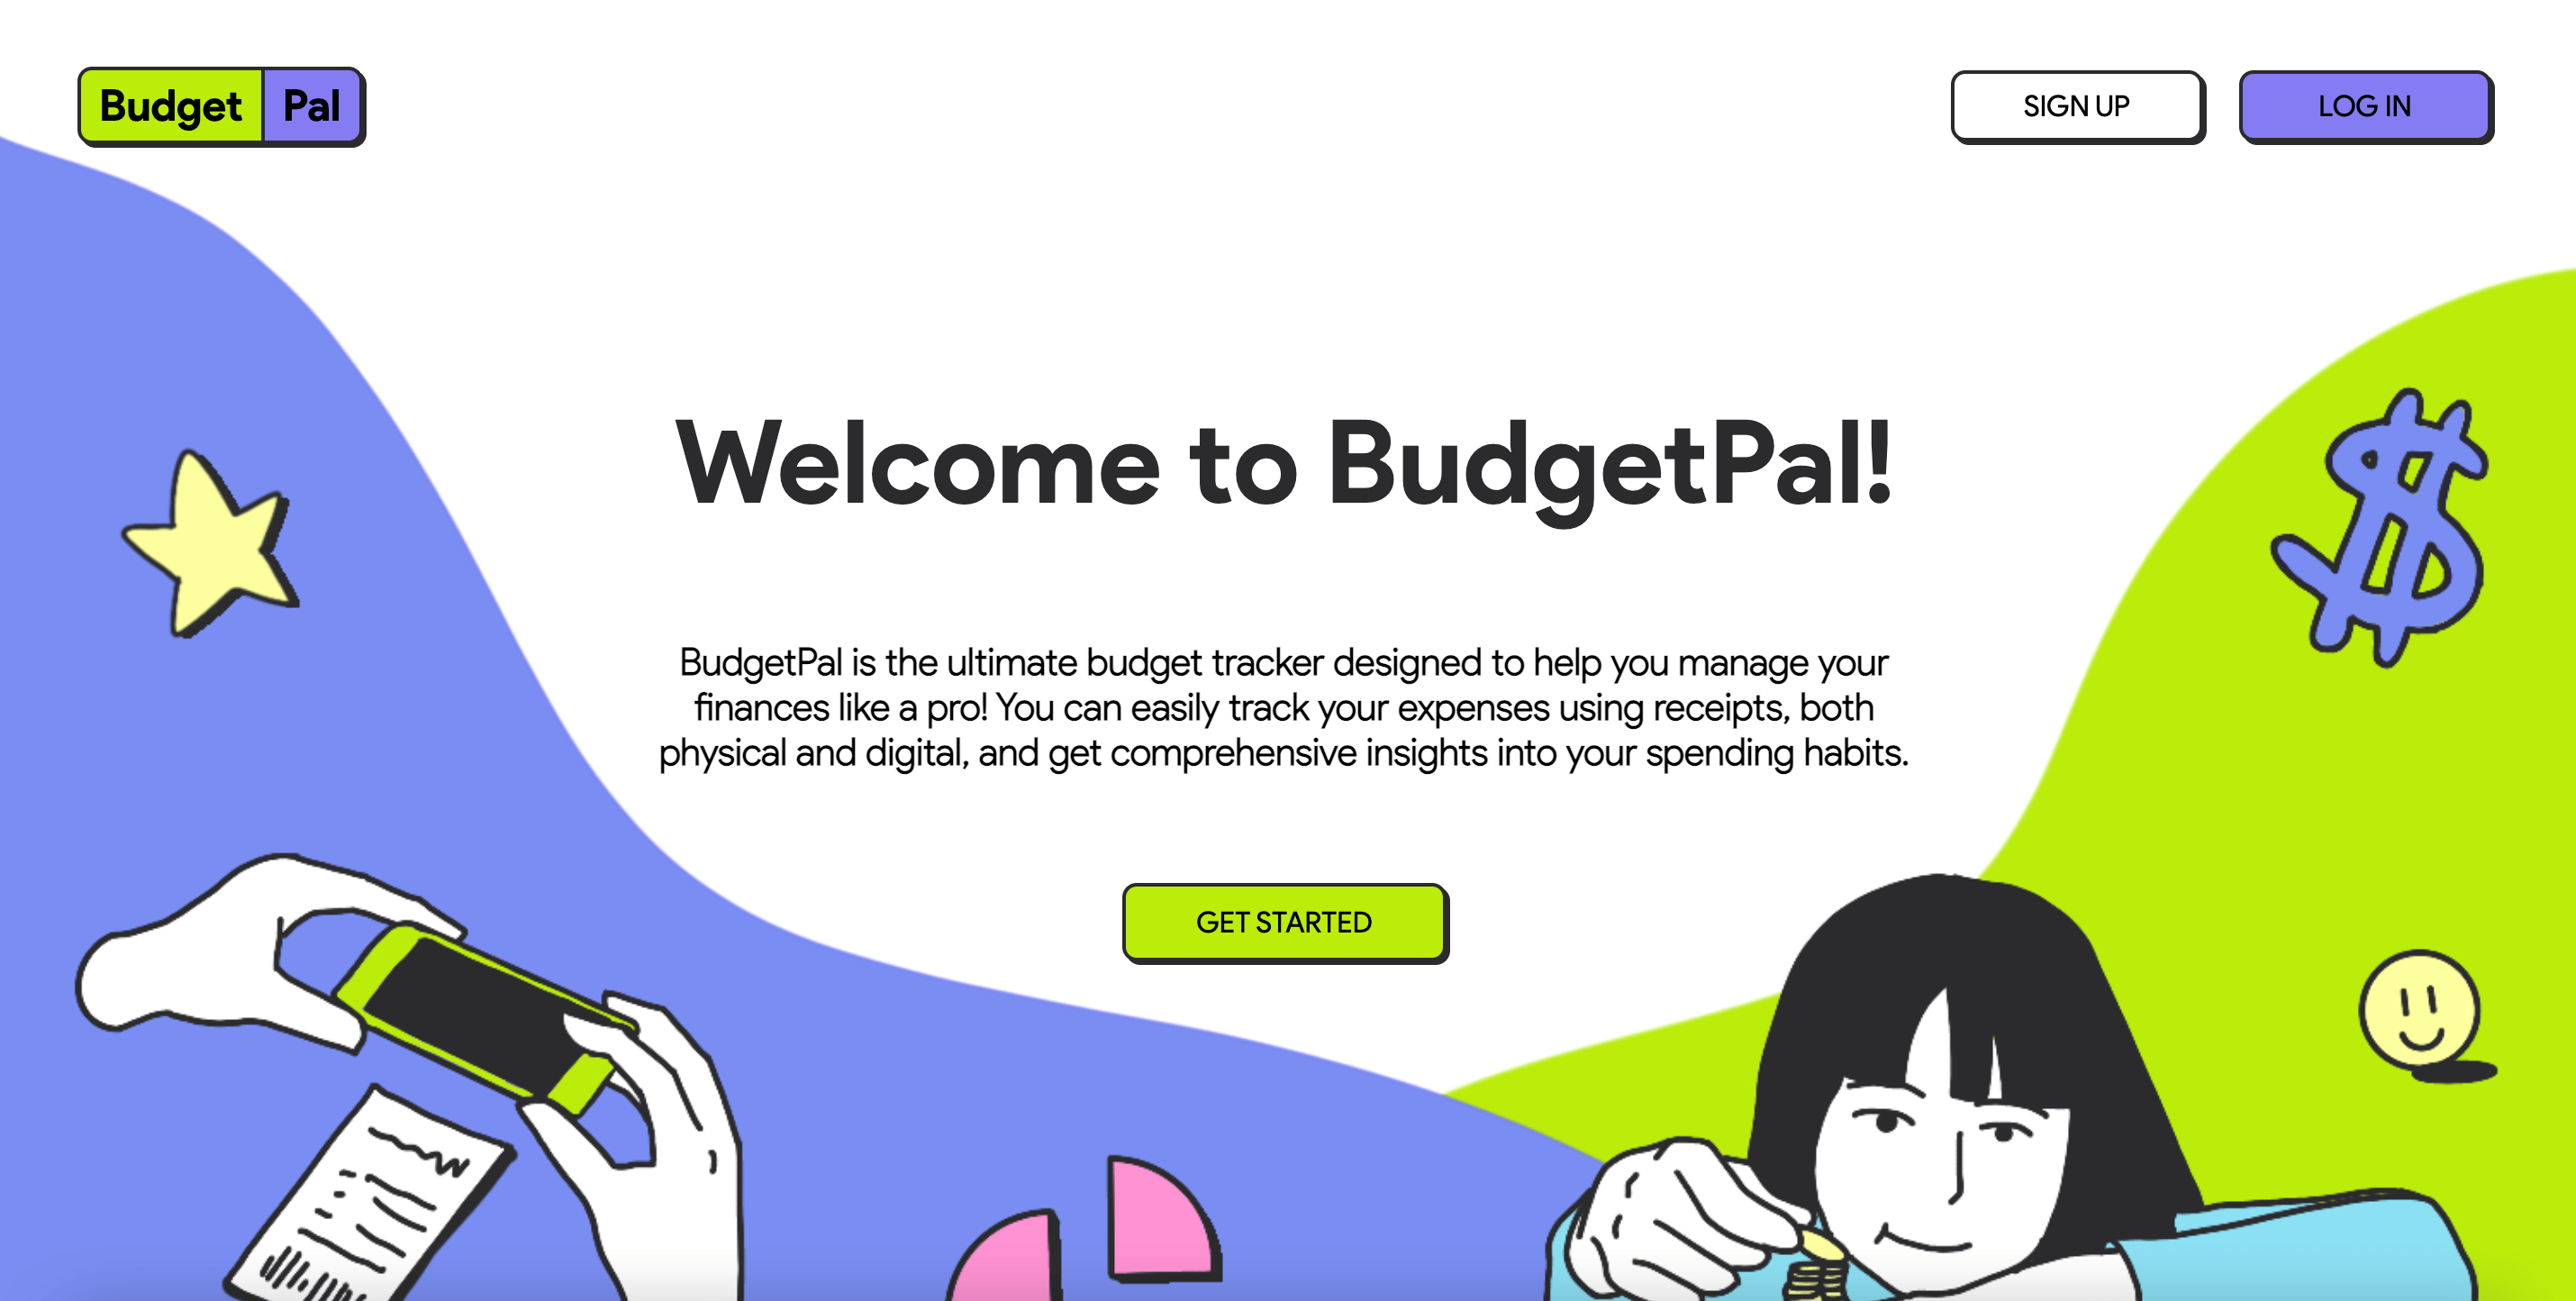 Budget Pal
SIGN UP
LOG IN
Welcome to BudgetPal!
BudgetPal is the ultimate budget tracker designed to help you manage your
finances like a pro! You can easily track your expenses using receipts, both
physical and digital, and get comprehensive insights into your spending habits.
GET STARTED